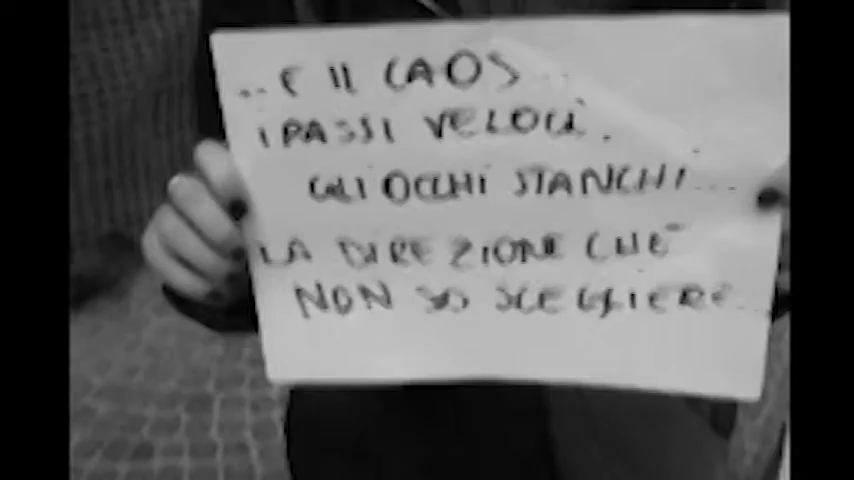 ...E IL CAOS...
I PASSI VELOCI.
GLI OCCHI STANCHI...
LA DIREZIONE CHE
NON SO SCEGLIERE...